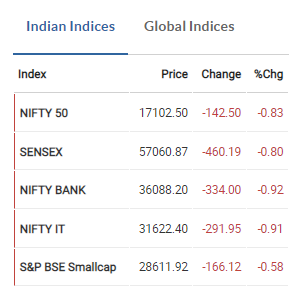 Indian Indices Global Indices
Index Price Change %Chg
NIFTY 50 17102.50 -142.50 -0.83
SENSEX 57060.87 -460.19 -0.80
NIFTY BANK 36088.20 -334.00 -0.92
NIFTY IT 31622.40 -291.95 -0.91
S&P BSE Smallcap 28611.92 -166.12 -0.58